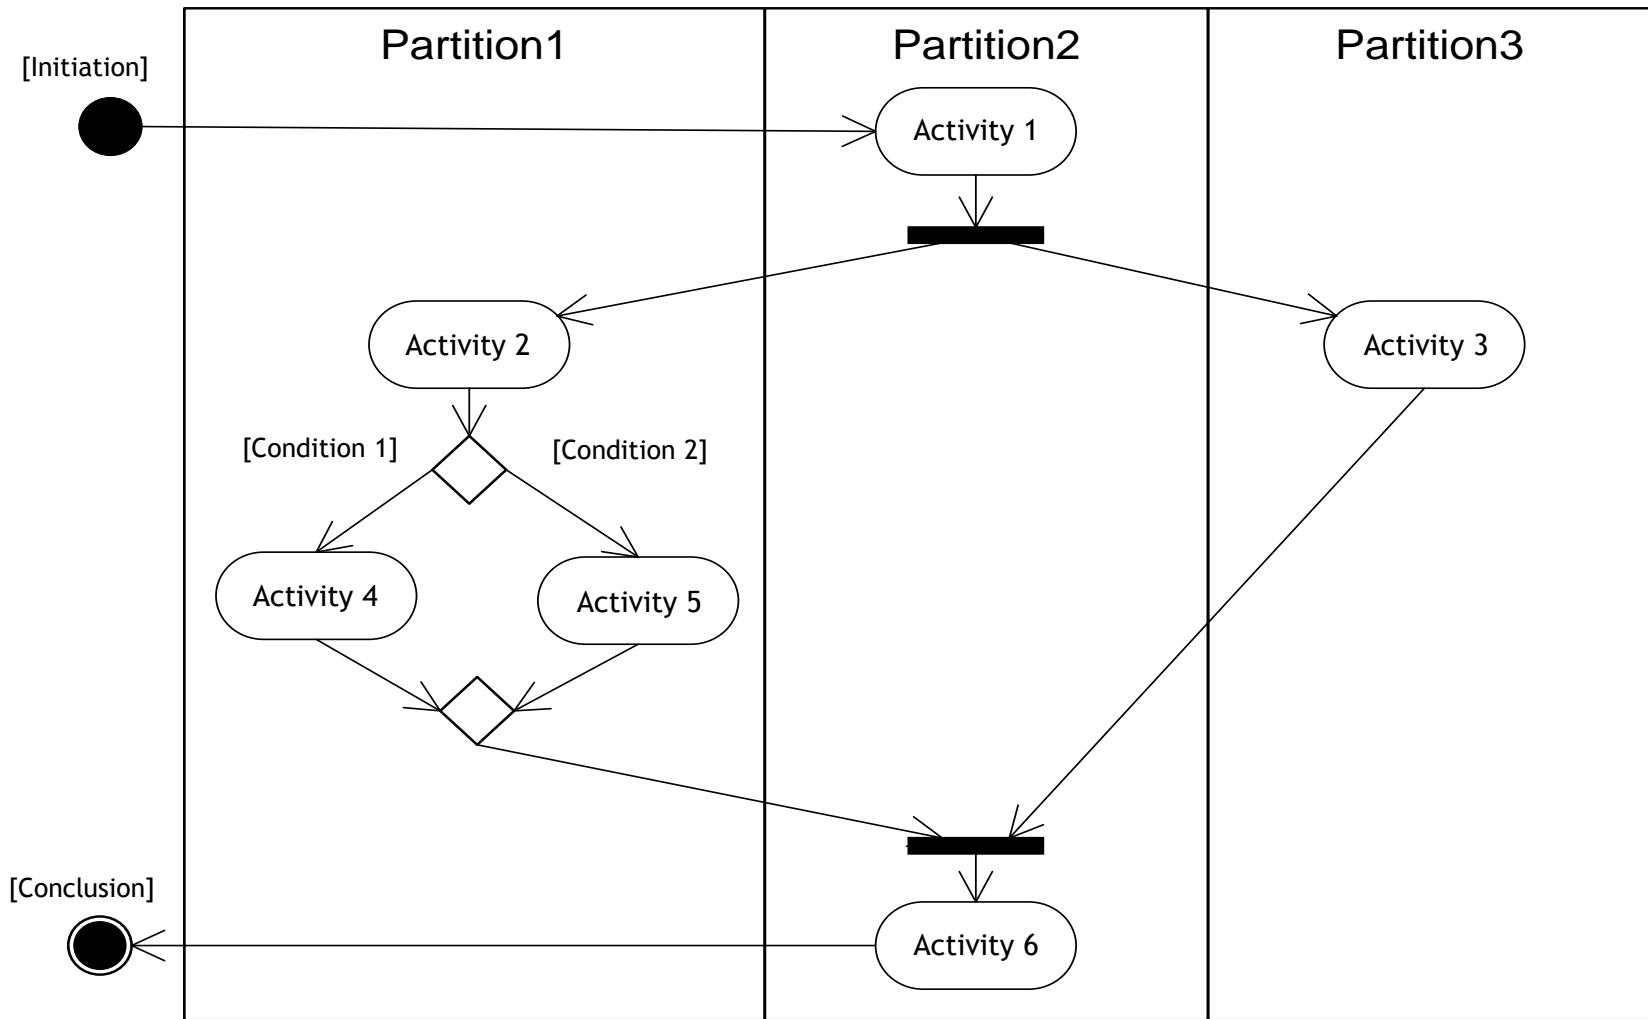 Partition1
Partition2
Partition3
[Initiation]
Activity 1
Activity 2
Activity 3
[Condition 1]
[Condition 2]
Activity 4
Activity 5
[Conclusion]
Activity 6